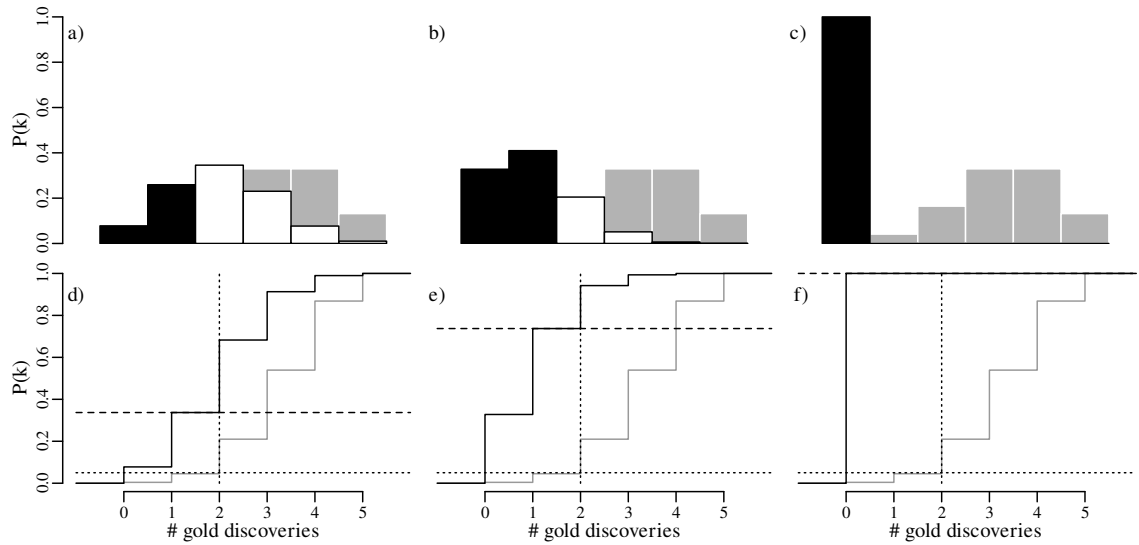 a)
b)
c)
P(k)
0.0 0.2 0.4 0.6 0.8 1.0
d)
e)
f)
P(k)
0.0 0.2 0.4 0.6 0.8 1.0
0 1 2 3 4 5
0 1 2 3 4 5
0 1 2 3 4 5
# gold discoveries
# gold discoveries
# gold discoveries